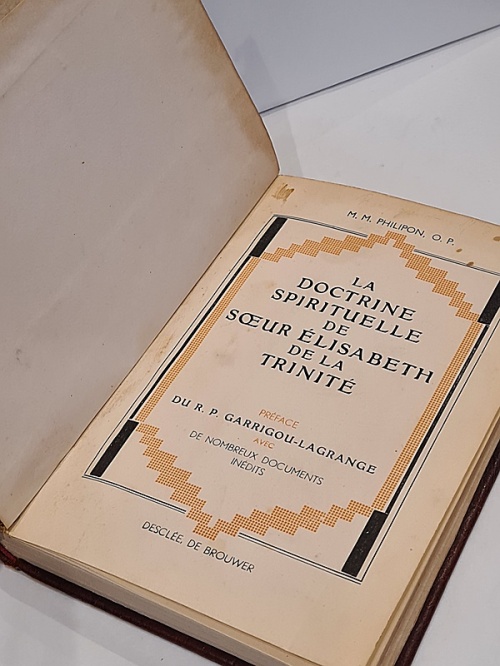 M. M. PHILIPON, O. P.
LA
DOCTRINE
SPIRITUELLE
DE
SŒUR ÉLISABETH
DE LA
TRINITÉ
PRÉFACE
DU R. P. GARRIGOU-LAGRANGE
AVEC
DE NOMBREUX DOCUMENTS
INÉDITS
DESCLÉE, DE BROUWER